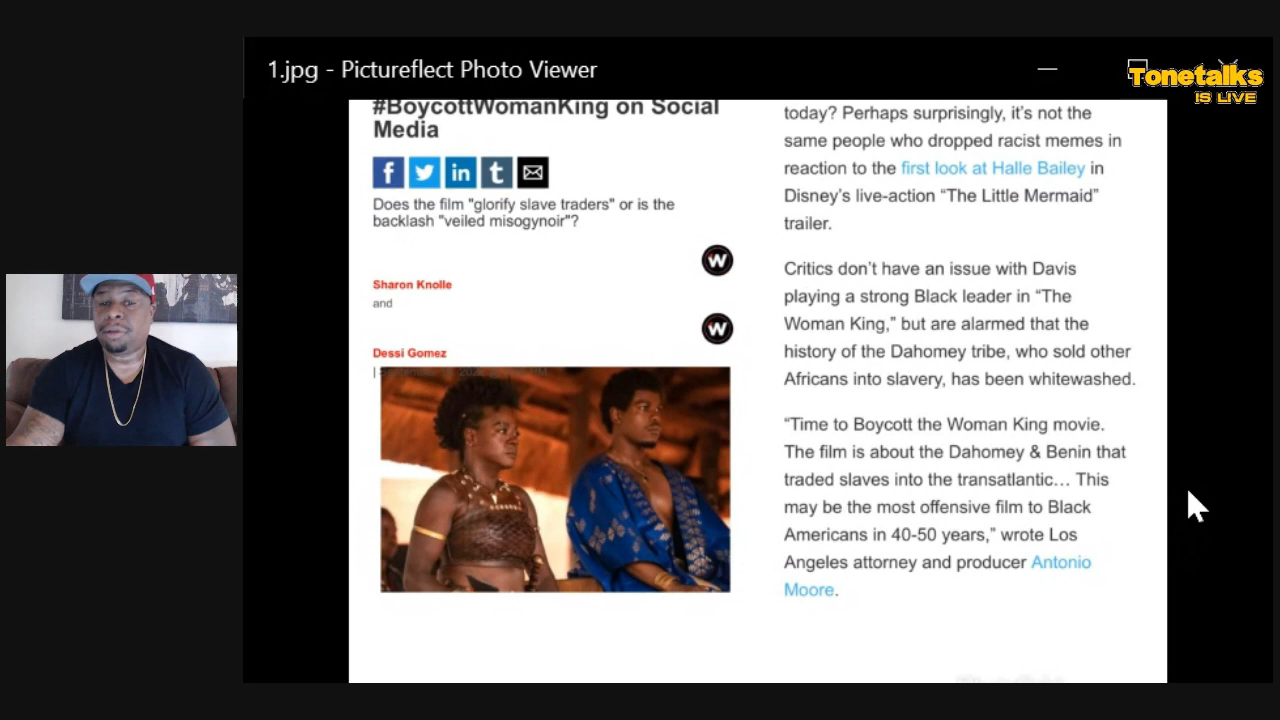 1.jpg - Pictureflect Photo Viewer
Tonetalks
IS LIVE
#BoycottWomanKing on Social
Media
f
in
t
Does the film "glorify slave traders" or is the
backlash "veiled misogynoir"?
W
Sharon Knolle
and
W
Dessi Gomez
today? Perhaps surprisingly, it’s not the
same people who dropped racist memes in
reaction to the first look at Halle Bailey in
Disney’s live-action “The Little Mermaid”
trailer.
Critics don’t have an issue with Davis
playing a strong Black leader in “The
Woman King,” but are alarmed that the
history of the Dahomey tribe, who sold other
Africans into slavery, has been whitewashed.
“Time to Boycott the Woman King movie.
The film is about the Dahomey & Benin that
traded slaves into the transatlantic… This
may be the most offensive film to Black
Americans in 40-50 years,” wrote Los
Angeles attorney and producer Antonio
Moore.